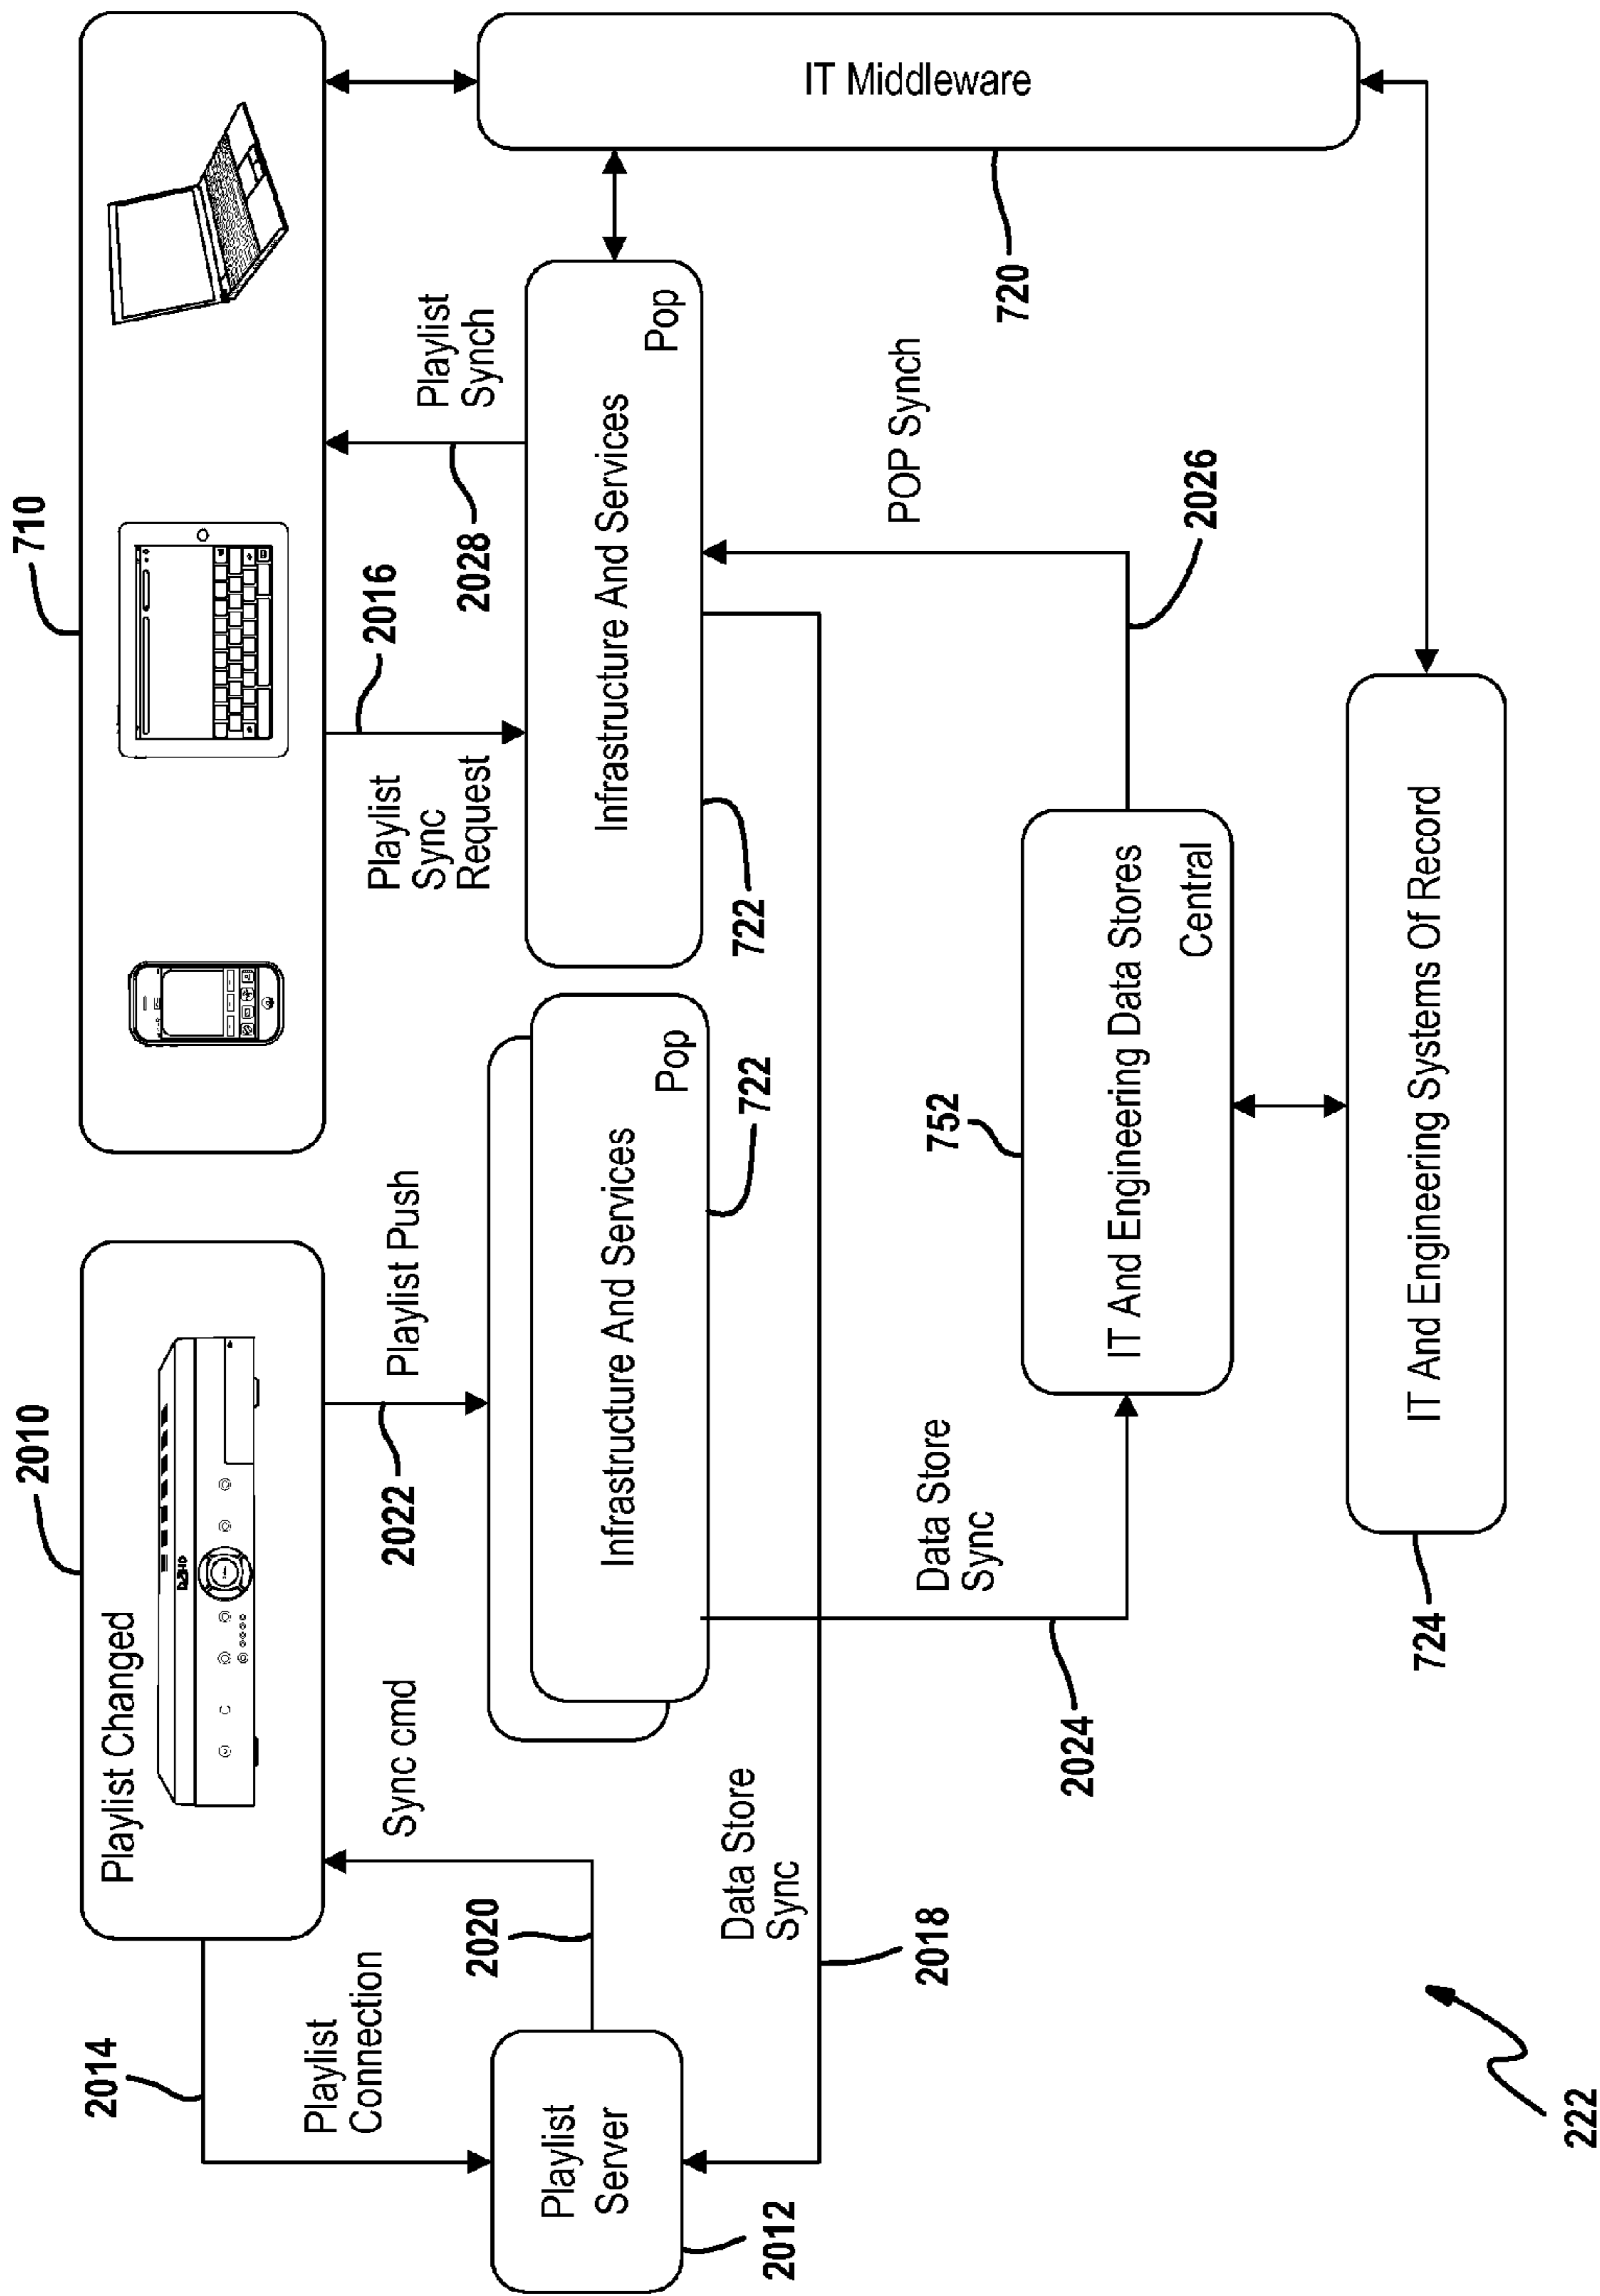 2010
710
Playlist Changed
2014
Playlist
Connection
Sync cmd
2020
2022
Playlist Push
Playlist
Sync
Request
2016
2028
Playlist
Synch
Playlist
Server
2012
Infrastructure And Services
Pop
722
Infrastructure And Services
Pop
722
IT Middleware
720
Data Store
Sync
2018
Data Store
Sync
2024
752
IT And Engineering Data Stores
Central
POP Synch
2026
IT And Engineering Systems Of Record
724
222